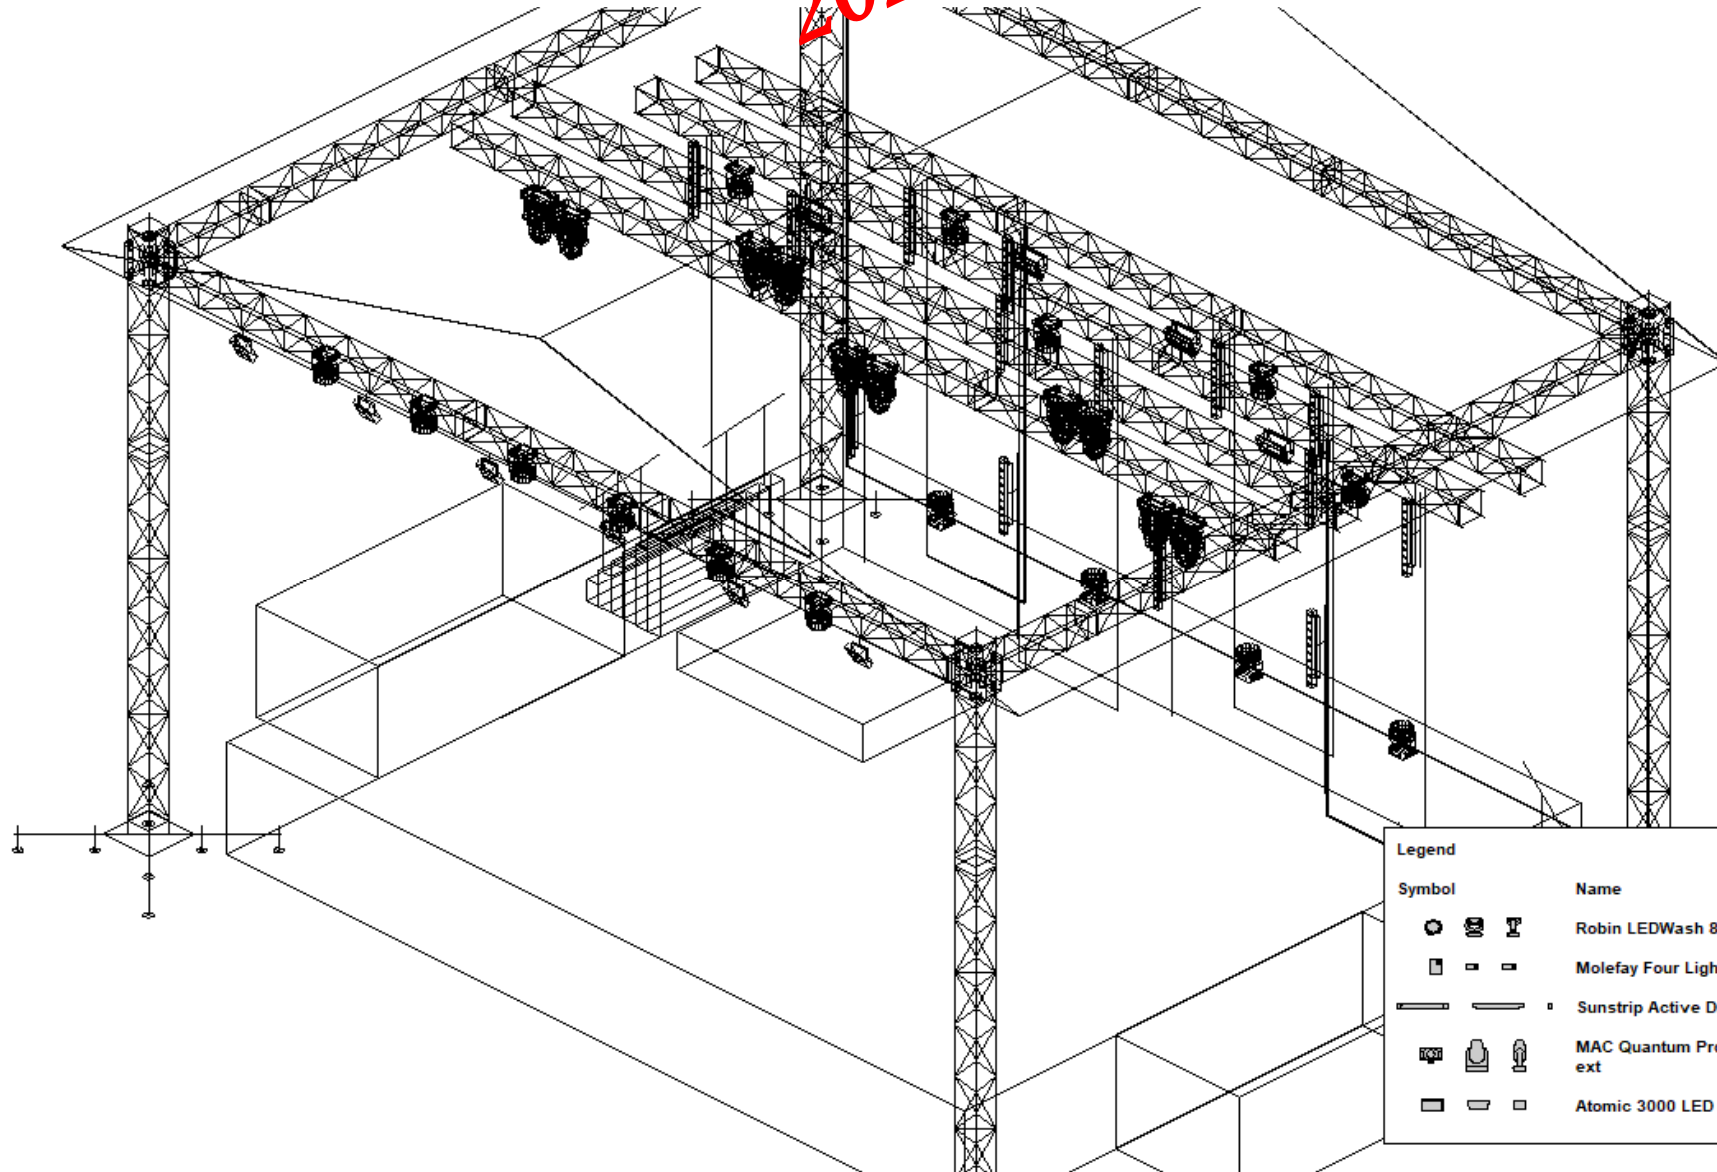 Legend
Symbol Name
Robin LEDWash 8
Molefay Four Ligh
Sunstrip Active D
MAC Quantum Pr
ext
Atomic 3000 LED